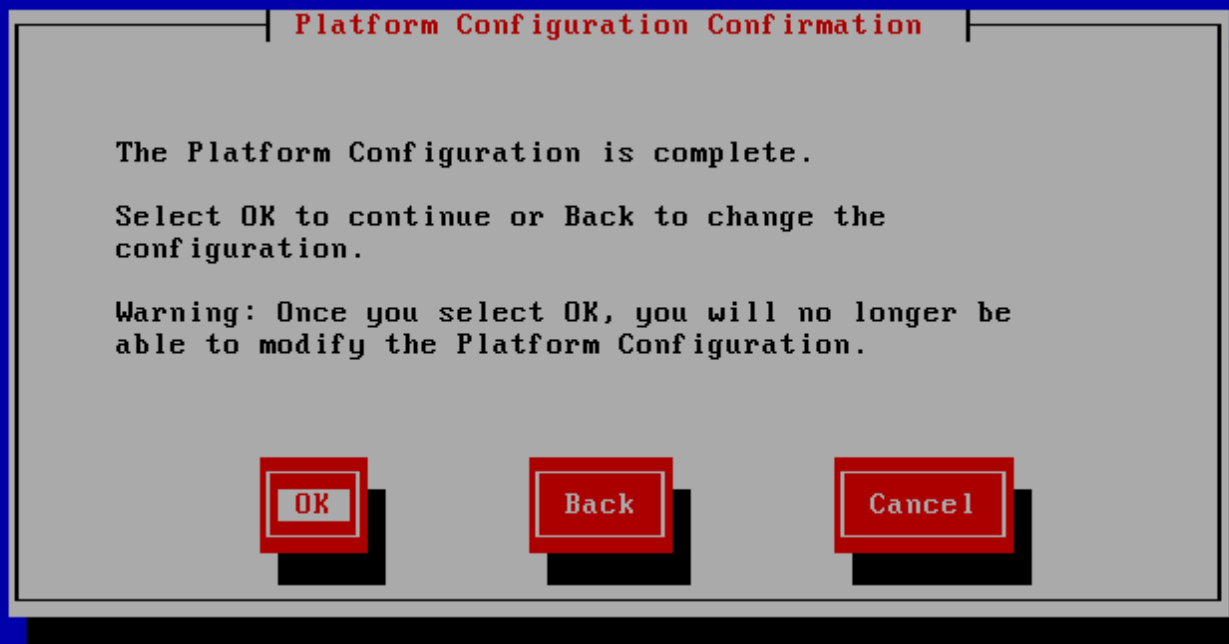 Platform Configuration Confirmation
The Platform Configuration is complete.
Select OK to continue or Back to change the
configuration.
Warning: Once you select OK, you will no longer be
able to modify the Platform Configuration.
OK Back Cancel